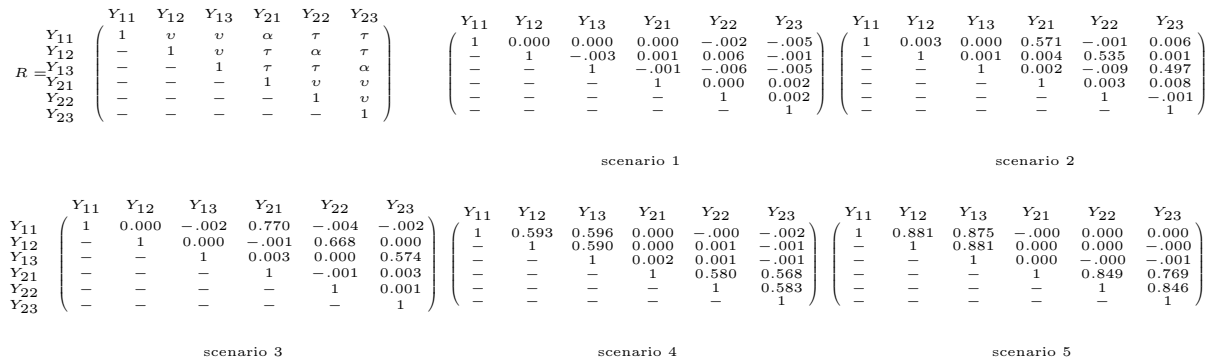 Y11 Y12 Y13 Y21 Y22 Y23 Y11 Y12 Y13 Y21 Y22 Y23 Y11 Y12 Y13 Y21 Y22 Y23
Y11 1 υ υ α τ τ 1 0.000 0.000 0.000 −.002 −.005 1 0.003 0.000 0.571 -.001 0.006
Y12 − 1 υ τ α τ − 1 -.003 0.001 0.006 -.001 − 1 0.001 0.004 0.535 0.001
R = Y13 − − 1 τ τ α − − 1 -.001 -.006 -.005 − − 1 0.002 -.009 0.497
Y21 − − − 1 υ υ − − − 1 0.000 0.002 − − − 1 0.003 0.008
Y22 − − − − 1 υ − − − − 1 0.002 − − − − 1 -.001
Y23 − − − − − 1 − − − − − 1 − − − − − 1
scenario 1 scenario 2
Y11 Y12 Y13 Y21 Y22 Y23 Y11 Y12 Y13 Y21 Y22 Y23 Y11 Y12 Y13 Y21 Y22 Y23
Y11 1 0.000 −.002 0.770 −.004 −.002 1 0.593 0.596 0.000 -.000 −.002 1 0.881 0.875 -.000 0.000 0.000
Y12 − 1 0.000 -.001 0.668 0.000 − 1 0.590 0.000 0.001 -.001 − 1 0.881 0.000 0.000 -.000
Y13 − − 1 0.003 0.000 0.574 − − 1 0.002 0.001 -.001 − − 1 0.000 -.000 -.001
Y21 − − − 1 -.001 0.003 − − − 1 0.580 0.568 − − − 1 0.849 0.769
Y22 − − − − 1 0.001 − − − − 1 0.583 − − − − 1 0.846
Y23 − − − − − 1 − − − − − 1 − − − − − 1
scenario 3 scenario 4 scenario 5